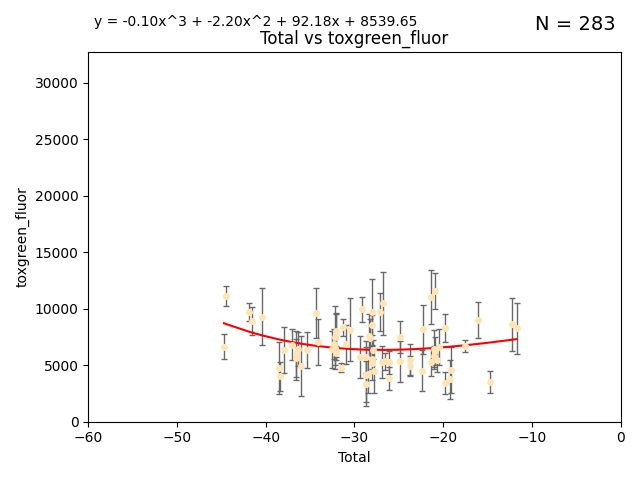 y = -0.10x^3 + -2.20x^2 + 92.18x + 8539.65
N = 283
Total vs toxgreen_fluor
toxgreen_fluor
30000
25000
20000
15000
10000
5000
0
−60
−50
−40
−30
−20
−10
0
Total